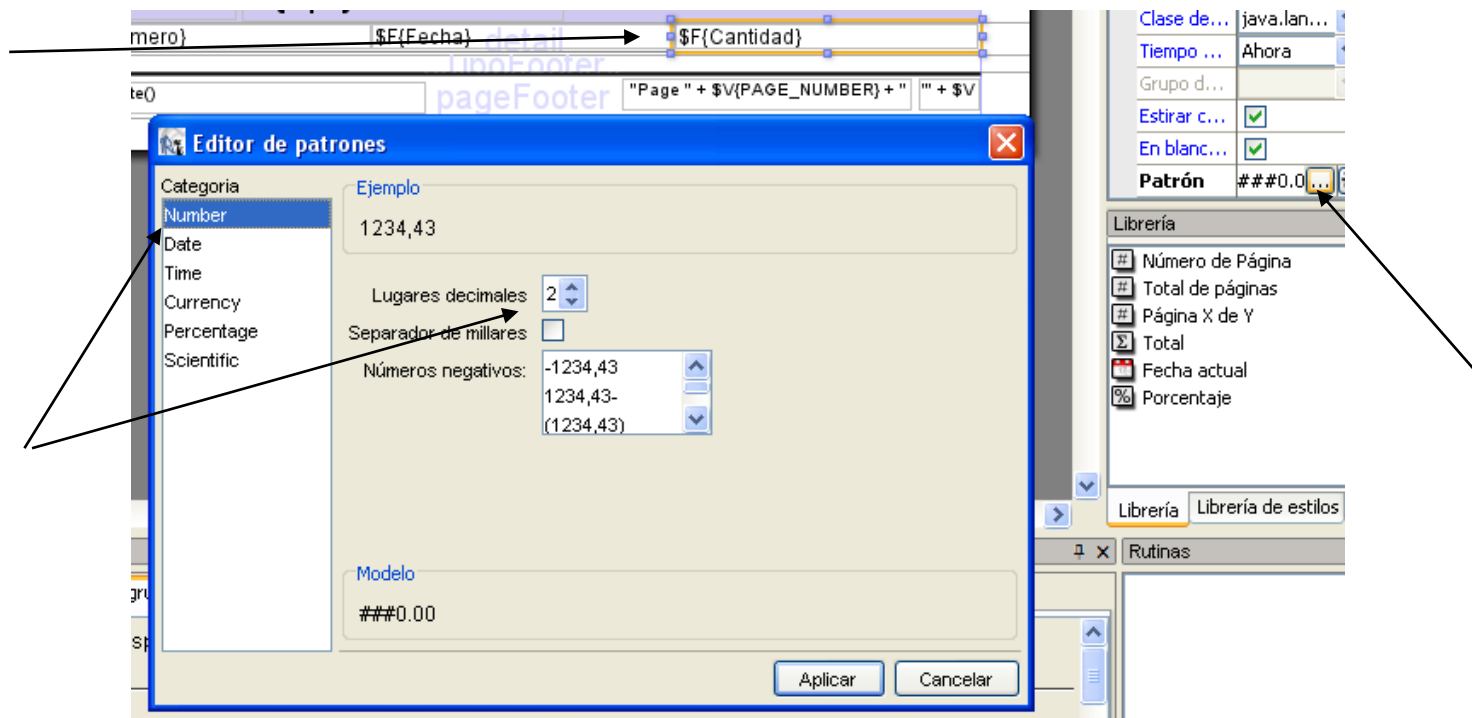 mero}
$F{Fecha}
detail
$F{Cantidad}
TipoFooter
te()
pageFooter
"Page " + $V{PAGE_NUMBER} + "
"" + $V
Clase de... java.lan...
Tiempo ... Ahora
Grupo d...
Estirar c...
En blanc...
Patrón ###0.0 ...
Editor de patrones
Categoria
Number
Date
Time
Currency
Percentage
Scientific
Ejemplo
1234,43
Lugares decimales 2
Separador de millares
Números negativos: -1234,43
1234,43-
(1234,43)
Modelo
###0.00
Aplicar Cancelar
Librería
Número de Página
Total de páginas
Página X de Y
Total
Fecha actual
Porcentaje
Librería Librería de estilos
Rutinas
gru
sp